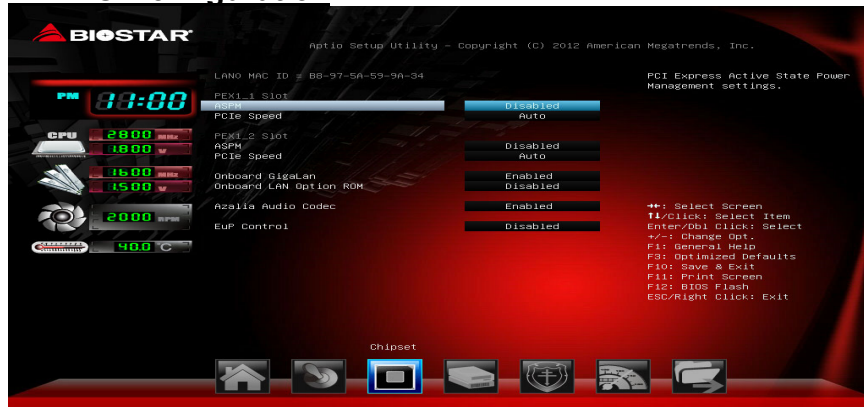 BIOSTAR
Aptio Setup Utility - Copyright (C) 2012 American Megatrends, Inc.
LAN0 MAC ID = B8-97-5A-59-9A-34
PEX1_1 Slot
ASPM Disabled
PCIe Speed Auto
PEX1_2 Slot
ASPM Disabled
PCIe Speed Auto
Onboard GigaLan Enabled
Onboard LAN Option ROM Disabled
Azalia Audio Codec Enabled
EuP Control Disabled
PCI Express Active State Power
Management settings.
PM 11:00
CPU 2800 MHz
1.800 V
1600 MHz
1.500 V
2000 RPM
40.0 °C
→←: Select Screen
↑↓/Click: Select Item
Enter/Dbl Click: Select
+/-: Change Opt.
F1: General Help
F3: Optimized Defaults
F10: Save & Exit
F11: Print Screen
F12: BIOS Flash
ESC/Right Click: Exit
Chipset